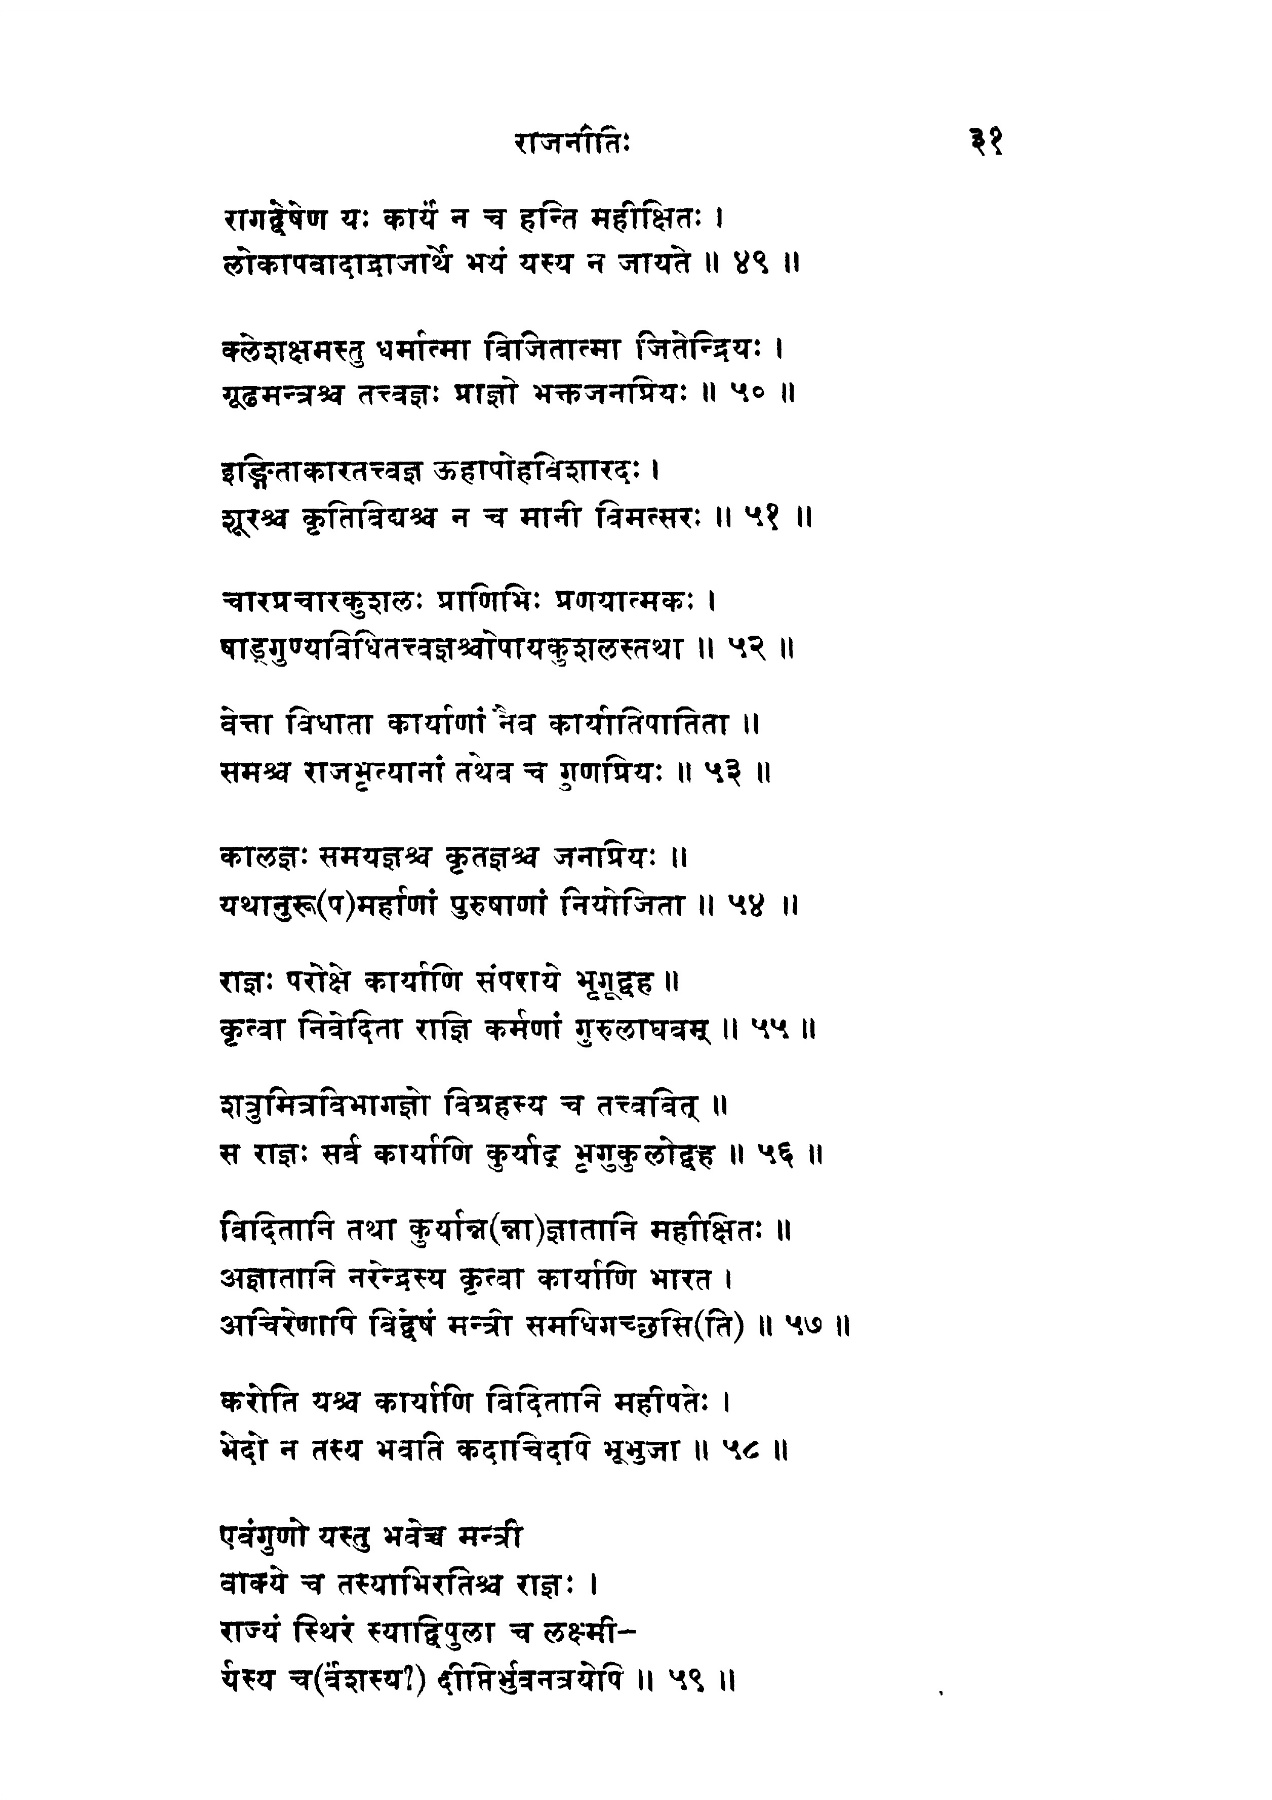 राजनीतिः ३१
रागद्वेषेण यः कार्यं न च हन्ति महीक्षितः ।
लोकापवादाद्राजार्थे भयं यस्य न जायते ॥ ४९ ॥
क्लेशक्षमस्तु धर्मात्मा विजितात्मा जितेन्द्रियः ।
गूढमन्त्रश्च तत्त्वज्ञः प्राज्ञो भक्तजनप्रियः ॥ ५० ॥
इङ्गिताकारतत्त्वज्ञ ऊहापोहविशारदः ।
शूरश्च कृतिविद्यश्च न च मानी विमत्सरः ॥ ५१ ॥
चारप्रचारकुशलः प्राणिभिः प्रणयात्मकः ।
षाड्गुण्यविधितत्त्वज्ञश्चोपायकुशलस्तथा ॥ ५२ ॥
वेत्ता विधाता कार्याणां नैव कार्यातिपातिता ॥
समश्च राजभृत्यानां तथैव च गुणप्रियः ॥ ५३ ॥
कालज्ञः समयज्ञश्च कृतज्ञश्च जनाप्रियः ॥
यथानुरू(प)मर्हाणां पुरुषाणां नियोजिता ॥ ५४ ॥
राज्ञः परोक्षे कार्याणि संपराये भृगूद्वह ॥
कृत्वा निवेदिता राज्ञि कर्मणां गुरुलाघवम् ॥ ५५ ॥
शत्रुमित्रविभागज्ञो विग्रहस्य च तत्त्ववित् ॥
स राज्ञः सर्व कार्याणि कुर्याद् भृगुकुलोद्वह ॥ ५६ ॥
विदितानि तथा कुर्यान्न(न्ना)ज्ञातानि महीक्षितः ॥
अज्ञातानि नरेन्द्रस्य कृत्वा कार्याणि भारत ।
अचिरेणापि विद्वेषं मन्त्री समधिगच्छसि(ति) ॥ ५७ ॥
करोति यश्च कार्याणि विदितानि महीपतेः ।
भेदो न तस्य भवति कदाचिदपि भूभुजा ॥ ५८ ॥
एवंगुणो यस्तु भवेच्च मन्त्री
वाक्ये च तस्याभिरतिश्च राज्ञः ।
राज्यं स्थिरं स्याद्विपुला च लक्ष्मी–
र्यस्य च(र्वंशस्य?) दीप्तिर्भुवनत्रयेपि ॥ ५९ ॥